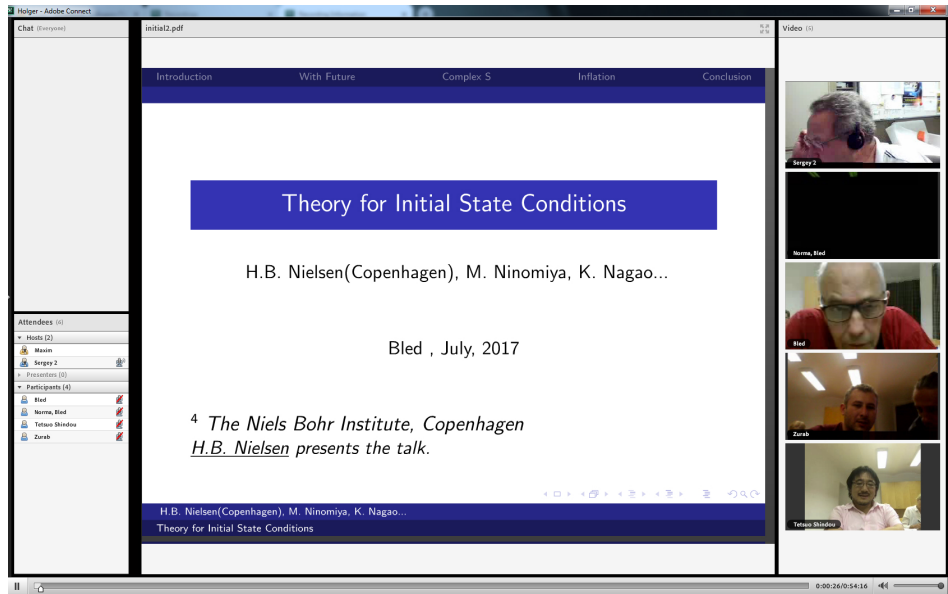 Holger - Adobe Connect
Chat (Everyone)
initial2.pdf
Video (5)
Introduction With Future Complex S Inflation Conclusion
Theory for Initial State Conditions
H.B. Nielsen(Copenhagen), M. Ninomiya, K. Nagao...
Bled , July, 2017
4 The Niels Bohr Institute, Copenhagen
H.B. Nielsen presents the talk.
H.B. Nielsen(Copenhagen), M. Ninomiya, K. Nagao...
Theory for Initial State Conditions
Attendees (6)
Hosts (2)
Maxim
Sergey 2
Presenters (0)
Participants (4)
Bled
Norma, Bled
Tetsuo Shindou
Zurab
Sergey 2
Norma, Bled
Bled
Zurab
Tetsuo Shindou
0:00:26/0:54:16